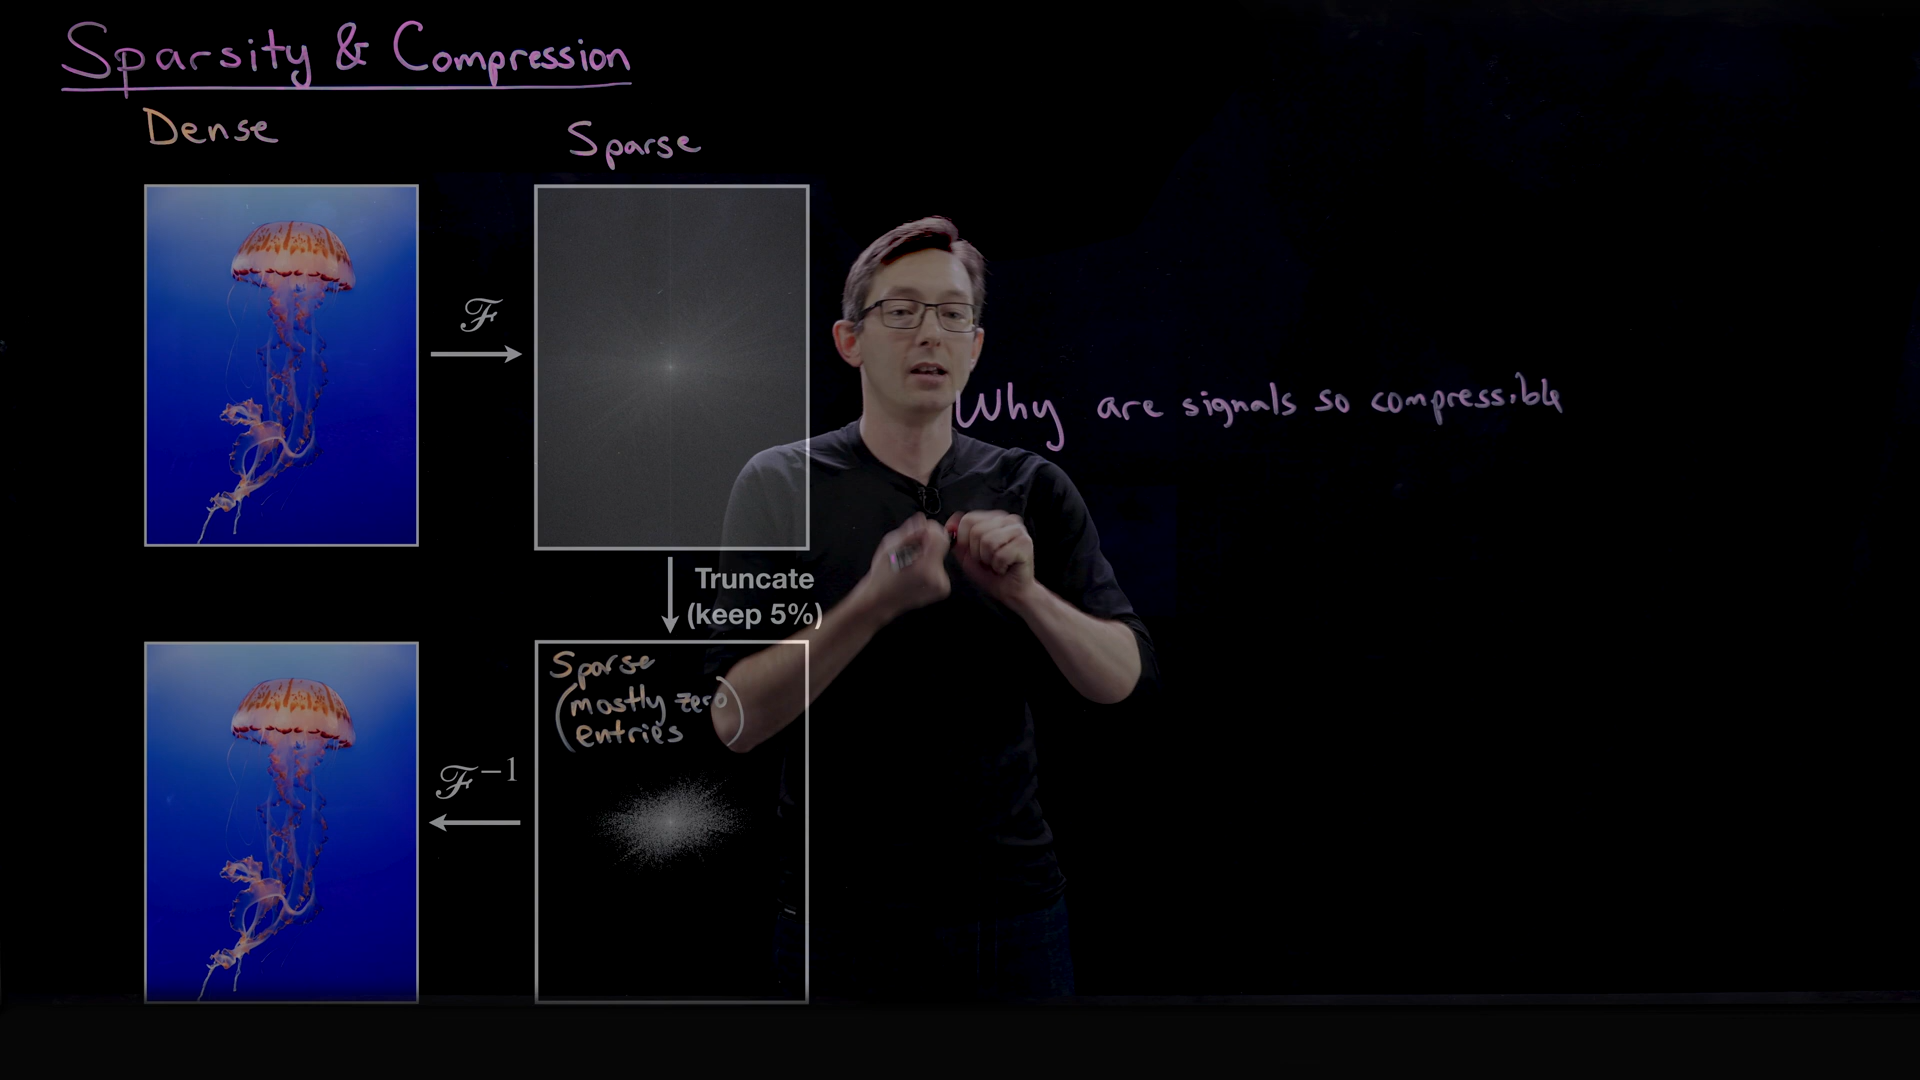 Sparsity & Compression
Dense
Sparse
ℱ
Why are signals so compressible
Truncate
(keep 5%)
Sparse
(mostly zero
entries)
ℱ⁻¹